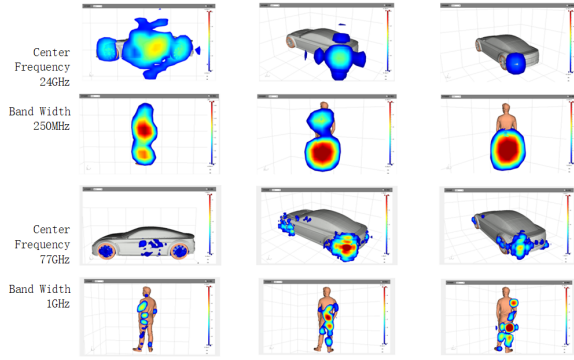 Center
Frequency
24GHz
Band Width
250MHz
Center
Frequency
77GHz
Band Width
1GHz